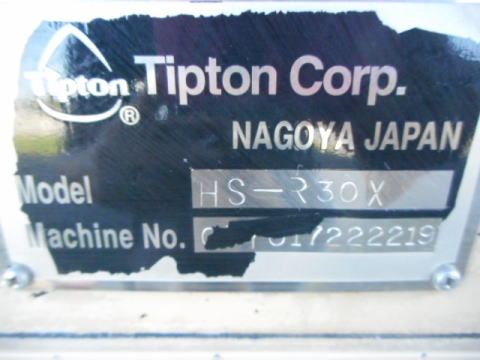 Tipton Tipton Corp.
®
NAGOYA JAPAN
Model HS-R30X
Machine No.